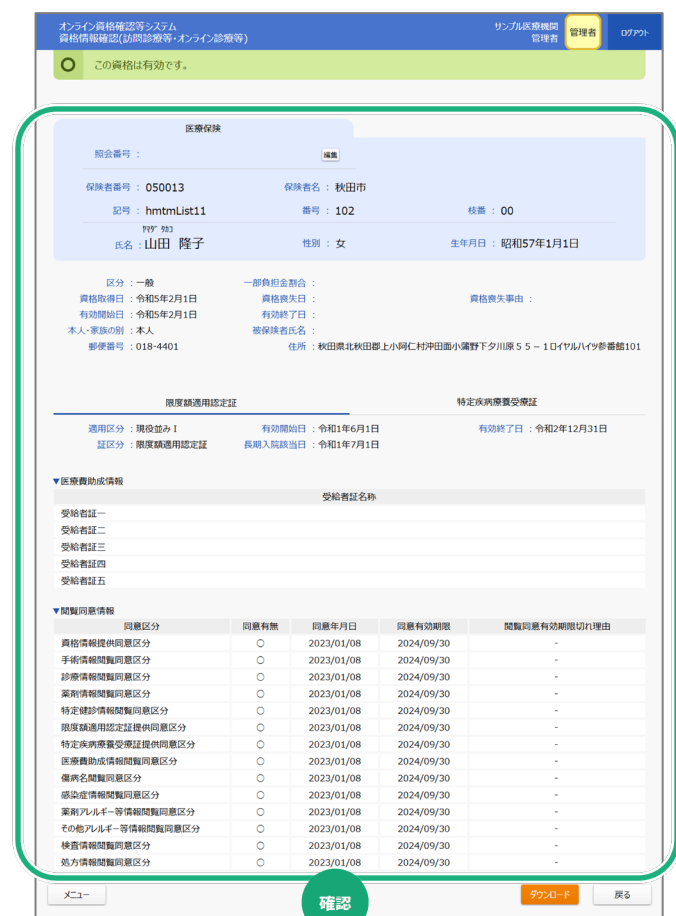 オンライン資格確認等システム
資格情報確認(訪問診療等・オンライン診療等)
サンプル医療機関
管理者
管理者
ログアウト
この資格は有効です。
医療保険
照会番号 :
編集
保険者番号 : 050013 保険者名 : 秋田市
記号 : hmtmList11 番号 : 102 枝番 : 00
ﾔﾏﾀﾞ ﾀｶｺ
氏名 : 山田 隆子 性別 : 女 生年月日 : 昭和57年1月1日
区分 : 一般 一部負担金割合 :
資格取得日 : 令和5年2月1日 資格喪失日 : 資格喪失事由 :
有効開始日 : 令和5年2月1日 有効終了日 :
本人・家族の別 : 本人 被保険者氏名 :
郵便番号 : 018-4401 住所 : 秋田県北秋田郡上小阿仁村沖田面小蒲野下夕川原５５－１ロイヤルハイツ参番館101
限度額適用認定証 特定疾病療養受療証
適用区分 : 現役並みⅠ 有効開始日 : 令和1年6月1日 有効終了日 : 令和2年12月31日
証区分 : 限度額適用認定証 長期入院該当日 : 令和1年7月1日
▼医療費助成情報
受給者証名称
受給者証一
受給者証二
受給者証三
受給者証四
受給者証五
▼閲覧同意情報
同意区分 同意有無 同意年月日 同意有効期限 閲覧同意有効期限切れ理由
資格情報提供同意区分 〇 2023/01/08 2024/09/30 -
手術情報閲覧同意区分 〇 2023/01/08 2024/09/30 -
診療情報閲覧同意区分 〇 2023/01/08 2024/09/30 -
薬剤情報閲覧同意区分 〇 2023/01/08 2024/09/30 -
特定健診情報閲覧同意区分 〇 2023/01/08 2024/09/30 -
限度額適用認定証提供同意区分 〇 2023/01/08 2024/09/30 -
特定疾病療養受療証提供同意区分 〇 2023/01/08 2024/09/30 -
医療費助成情報閲覧同意区分 〇 2023/01/08 2024/09/30 -
傷病名閲覧同意区分 〇 2023/01/08 2024/09/30 -
感染症情報閲覧同意区分 〇 2023/01/08 2024/09/30 -
薬剤アレルギー等情報閲覧同意区分 〇 2023/01/08 2024/09/30 -
その他アレルギー等情報閲覧同意区分 〇 2023/01/08 2024/09/30 -
検査情報閲覧同意区分 〇 2023/01/08 2024/09/30 -
処方情報閲覧同意区分 〇 2023/01/08 2024/09/30 -
メニュー
確認
ダウンロード
戻る